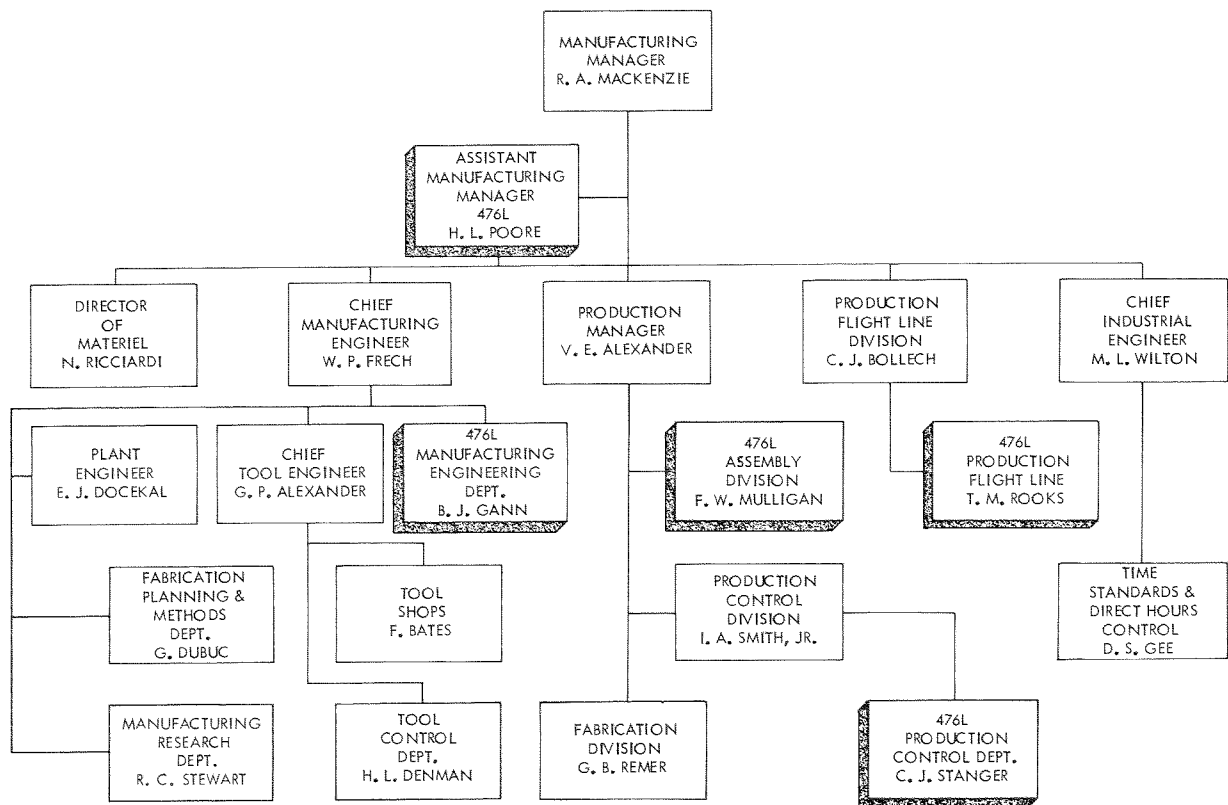 MANUFACTURING
MANAGER
R. A. MACKENZIE
ASSISTANT
MANUFACTURING
MANAGER
476L
H. L. POORE
DIRECTOR
OF
MATERIEL
N. RICCIARDI
CHIEF
MANUFACTURING
ENGINEER
W. P. FRECH
PRODUCTION
MANAGER
V. E. ALEXANDER
PRODUCTION
FLIGHT LINE
DIVISION
C. J. BOLLECH
CHIEF
INDUSTRIAL
ENGINEER
M. L. WILTON
PLANT
ENGINEER
E. J. DOCEKAL
CHIEF
TOOL ENGINEER
G. P. ALEXANDER
476L
MANUFACTURING
ENGINEERING
DEPT.
B. J. GANN
476L
ASSEMBLY
DIVISION
F. W. MULLIGAN
476L
PRODUCTION
FLIGHT LINE
T. M. ROOKS
FABRICATION
PLANNING &
METHODS
DEPT.
G. DUBUC
TOOL
SHOPS
F. BATES
PRODUCTION
CONTROL
DIVISION
I. A. SMITH, JR.
TIME
STANDARDS &
DIRECT HOURS
CONTROL
D. S. GEE
MANUFACTURING
RESEARCH
DEPT.
R. C. STEWART
TOOL
CONTROL
DEPT.
H. L. DENMAN
FABRICATION
DIVISION
G. B. REMER
476L
PRODUCTION
CONTROL DEPT.
C. J. STANGER